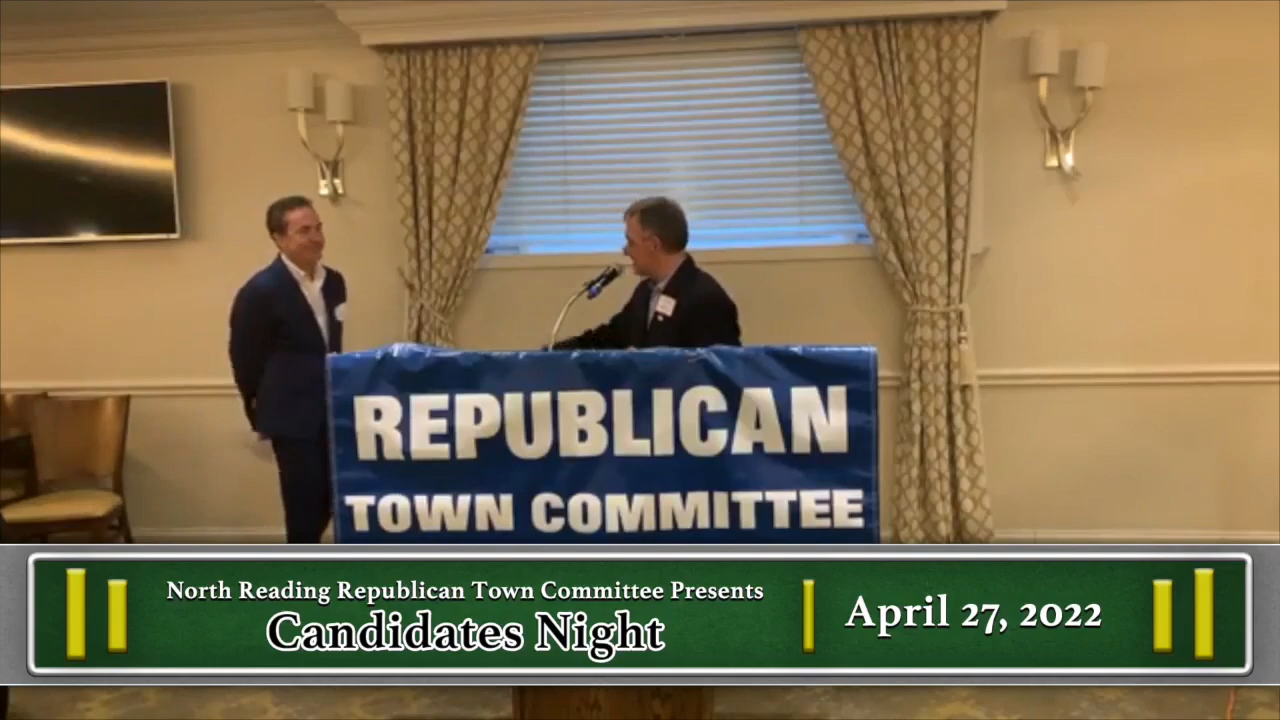 REPUBLICAN
TOWN COMMITTEE
North Reading Republican Town Committee Presents
Candidates Night
April 27, 2022